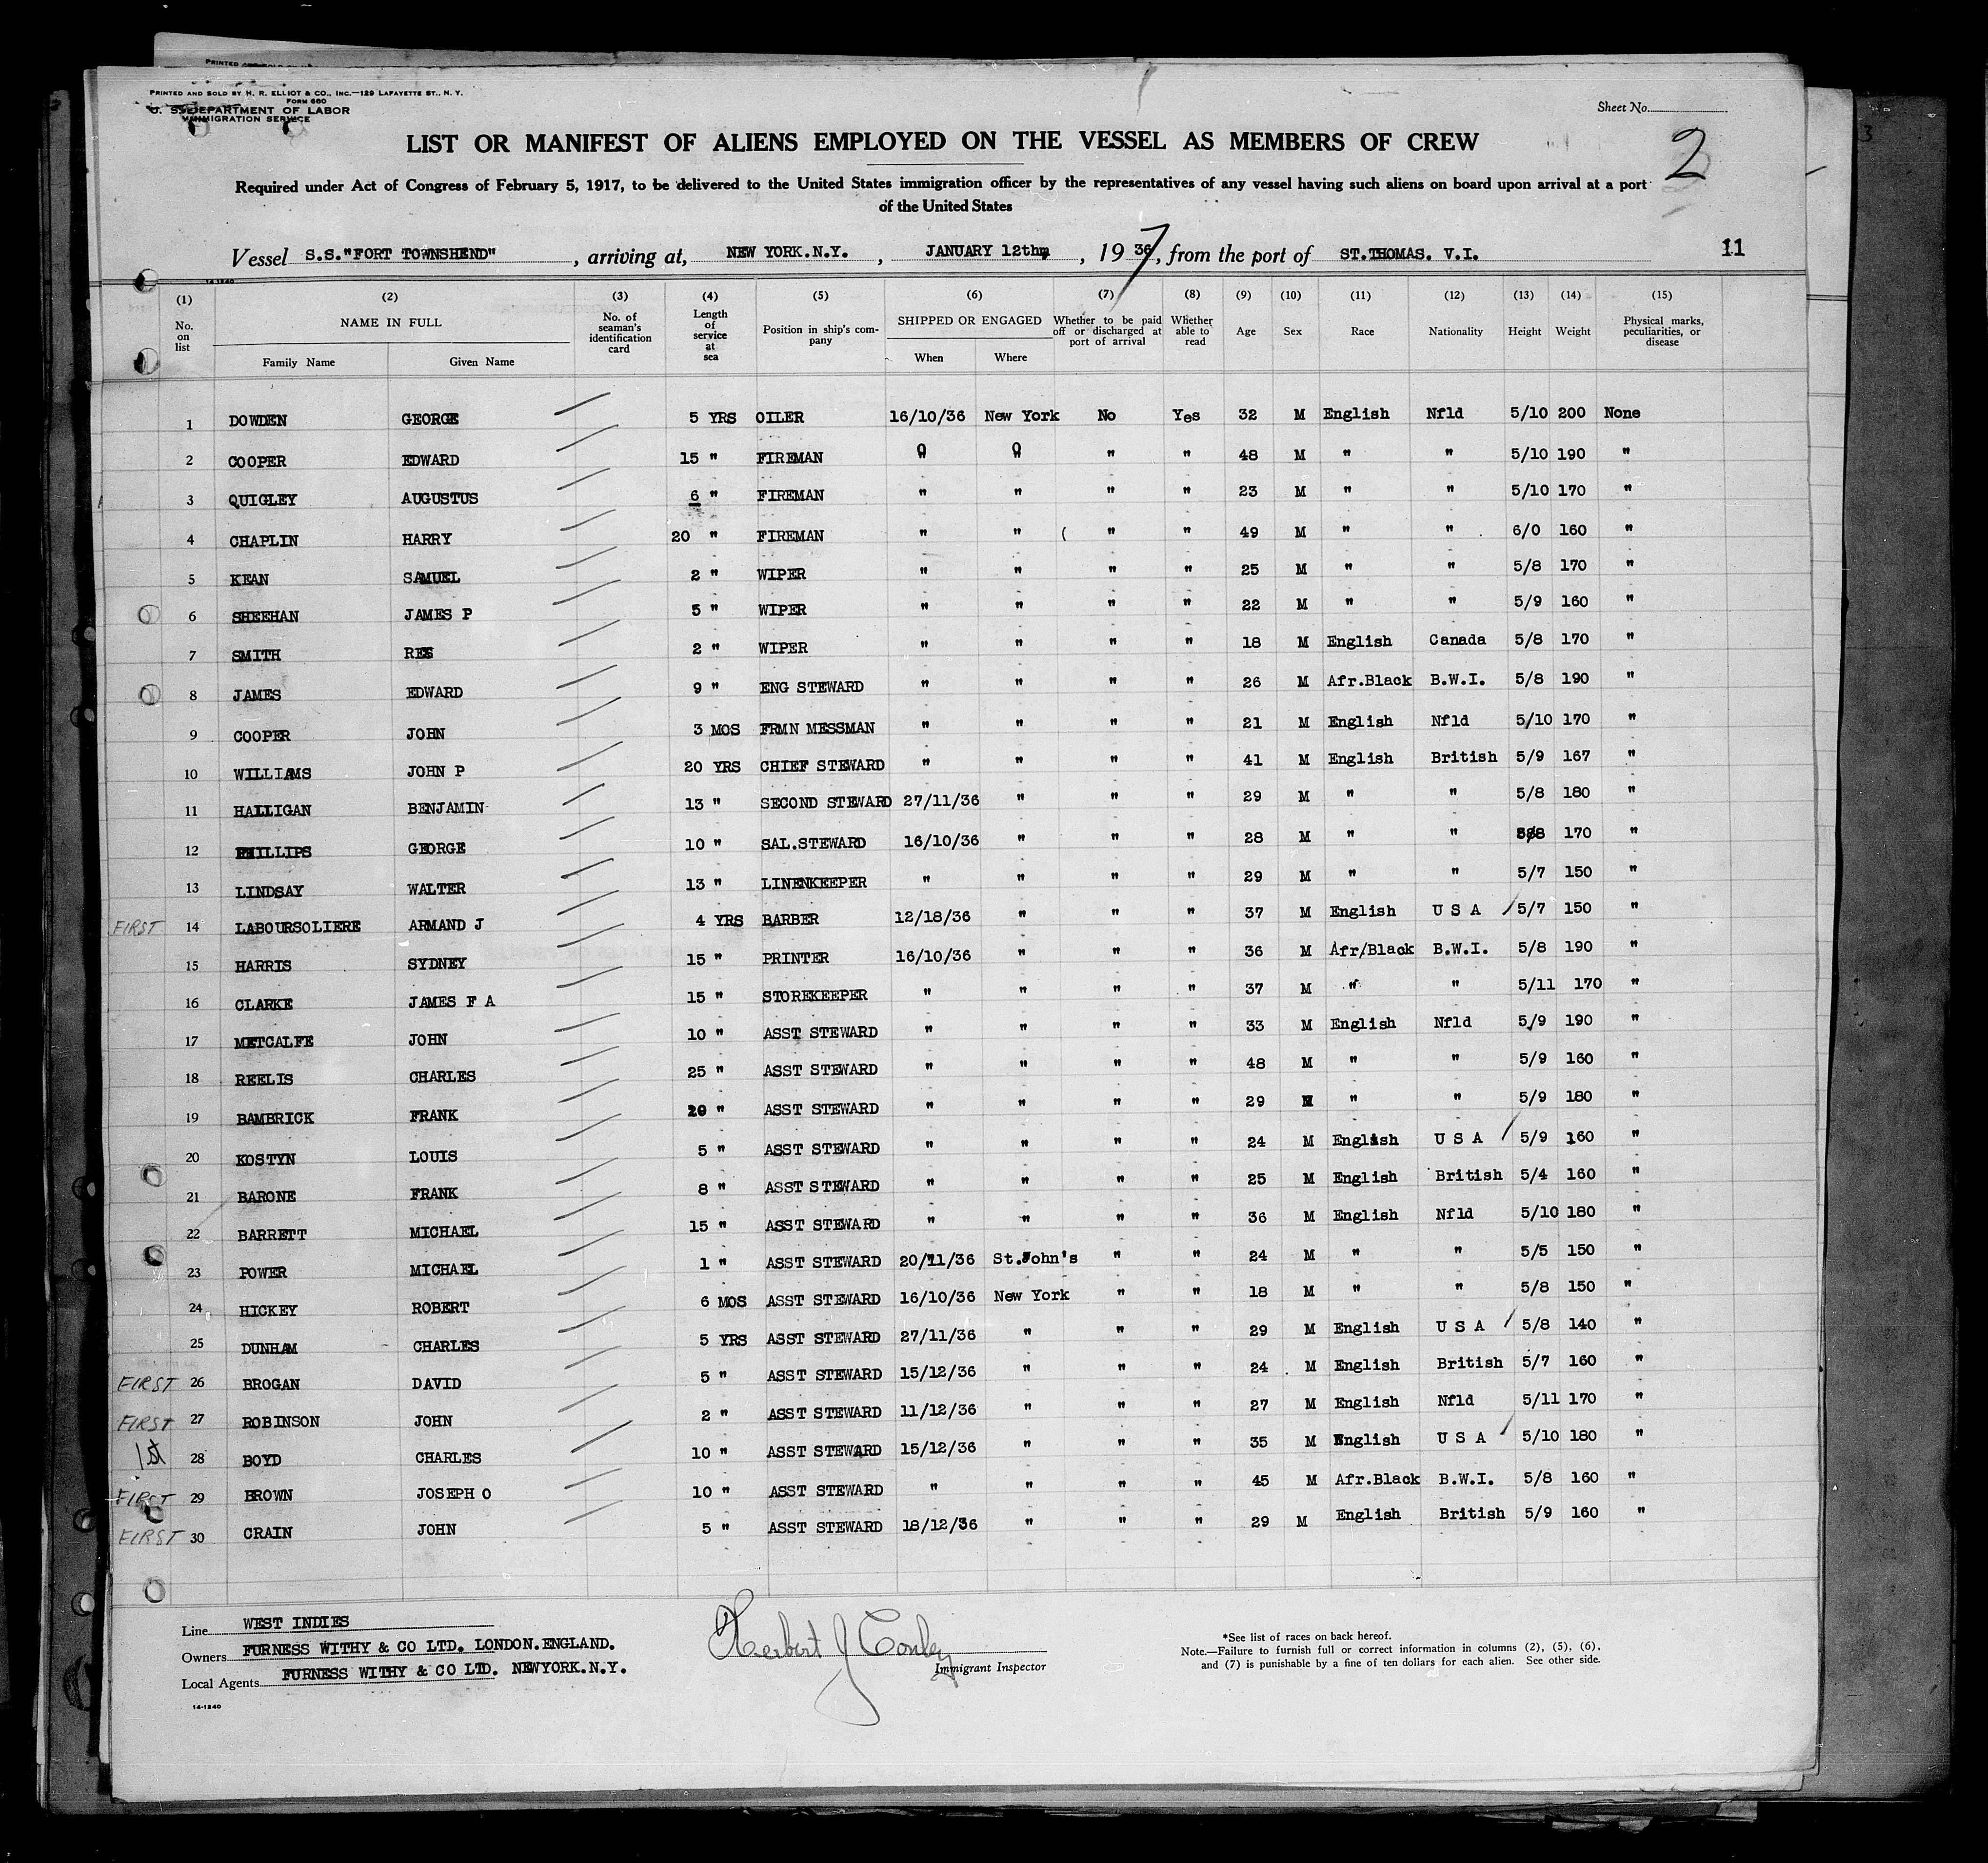 PRINTED AND SOLD BY H. R. ELLIOT & CO., INC.—129 LAFAYETTE ST., N. Y.
FORM 680
U. S. DEPARTMENT OF LABOR
IMMIGRATION SERVICE
Sheet No.
2
LIST OR MANIFEST OF ALIENS EMPLOYED ON THE VESSEL AS MEMBERS OF CREW
Required under Act of Congress of February 5, 1917, to be delivered to the United States immigration officer by the representatives of any vessel having such aliens on board upon arrival at a port
of the United States
Vessel S.S."FORT TOWNSHEND", arriving at, NEW YORK.N.Y., JANUARY 12th, 19 36 7, from the port of ST.THOMAS. V.I. 11
14-1240
(1) No. on list (2) NAME IN FULL Family Name Given Name (3) No. of seaman's identification card (4) Length of service at sea (5) Position in ship's company (6) SHIPPED OR ENGAGED When Where (7) Whether to be paid off or discharged at port of arrival (8) Whether able to read (9) Age (10) Sex (11) Race (12) Nationality (13) Height (14) Weight (15) Physical marks, peculiarities, or disease
1 DOWDEN GEORGE 5 YRS OILER 16/10/36 New York No Yes 32 M English Nfld 5/10 200 None
2 COOPER EDWARD 15 " FIREMAN " " " " 48 M " " 5/10 190 "
3 QUIGLEY AUGUSTUS 6 " FIREMAN " " " " 23 M " " 5/10 170 "
4 CHAPLIN HARRY 20 " FIREMAN " " " " 49 M " " 6/0 160 "
5 KEAN SAMUEL 2 " WIPER " " " " 25 M " " 5/8 170 "
6 SHEEHAN JAMES P 5 " WIPER " " " " 22 M " " 5/9 160 "
7 SMITH REG 2 " WIPER " " " " 18 M English Canada 5/8 170 "
8 JAMES EDWARD 9 " ENG STEWARD " " " " 26 M Afr.Black B.W.I. 5/8 190 "
9 COOPER JOHN 3 MOS FRMN MESSMAN " " " " 21 M English Nfld 5/10 170 "
10 WILLIAMS JOHN P 20 YRS CHIEF STEWARD " " " " 41 M English British 5/9 167 "
11 HALLIGAN BENJAMIN 13 " SECOND STEWARD 27/11/36 " " " 29 M " " 5/8 180 "
12 PHILLIPS GEORGE 10 " SAL.STEWARD 16/10/36 " " " 28 M " " 5/8 170 "
13 LINDSAY WALTER 13 " LINENKEEPER " " " " 29 M " " 5/7 150 "
FIRST 14 LABOURSOLIERE ARMAND J 4 YRS BARBER 12/18/36 " " " 37 M English U S A 5/7 150 "
15 HARRIS SYDNEY 15 " PRINTER 16/10/36 " " " 36 M Afr/Black B.W.I. 5/8 190 "
16 CLARKE JAMES F A 15 " STOREKEEPER " " " " 37 M " " 5/11 170 "
17 METCALFE JOHN 10 " ASST STEWARD " " " " 33 M English Nfld 5/9 190 "
18 REELIS CHARLES 25 " ASST STEWARD " " " " 48 M " " 5/9 160 "
19 BAMBRICK FRANK 20 " ASST STEWARD " " " " 29 M " " 5/9 180 "
20 KOSTYN LOUIS 5 " ASST STEWARD " " " " 24 M English U S A 5/9 160 "
21 BARONE FRANK 8 " ASST STEWARD " " " " 25 M English British 5/4 160 "
22 BARRETT MICHAEL 15 " ASST STEWARD " " " " 36 M English Nfld 5/10 180 "
23 POWER MICHAEL 1 " ASST STEWARD 20/11/36 St.John's " " 24 M " " 5/5 150 "
24 HICKEY ROBERT 6 MOS ASST STEWARD 16/10/36 New York " " 18 M " " 5/8 150 "
25 DUNHAM CHARLES 5 YRS ASST STEWARD 27/11/36 " " " 29 M English U S A 5/8 140 "
FIRST 26 BROGAN DAVID 5 " ASST STEWARD 15/12/36 " " " 24 M English British 5/7 160 "
FIRST 27 ROBINSON JOHN 2 " ASST STEWARD 11/12/36 " " " 27 M English Nfld 5/11 170 "
1st 28 BOYD CHARLES 10 " ASST STEWARD 15/12/36 " " " 35 M English U S A 5/10 180 "
FIRST 29 BROWN JOSEPH O 10 " ASST STEWARD " " " " 45 M Afr.Black B.W.I. 5/8 160 "
FIRST 30 CRAIN JOHN 5 " ASST STEWARD 18/12/36 " " " 29 M English British 5/9 160 "
Line WEST INDIES
Owners FURNESS WITHY & CO LTD. LONDON.ENGLAND.
Local Agents FURNESS WITHY & CO LTD. NEWYORK.N.Y.
14-1240
Herbert J Conley
Immigrant Inspector
*See list of races on back hereof.
Note.—Failure to furnish full or correct information in columns (2), (5), (6),
and (7) is punishable by a fine of ten dollars for each alien. See other side.